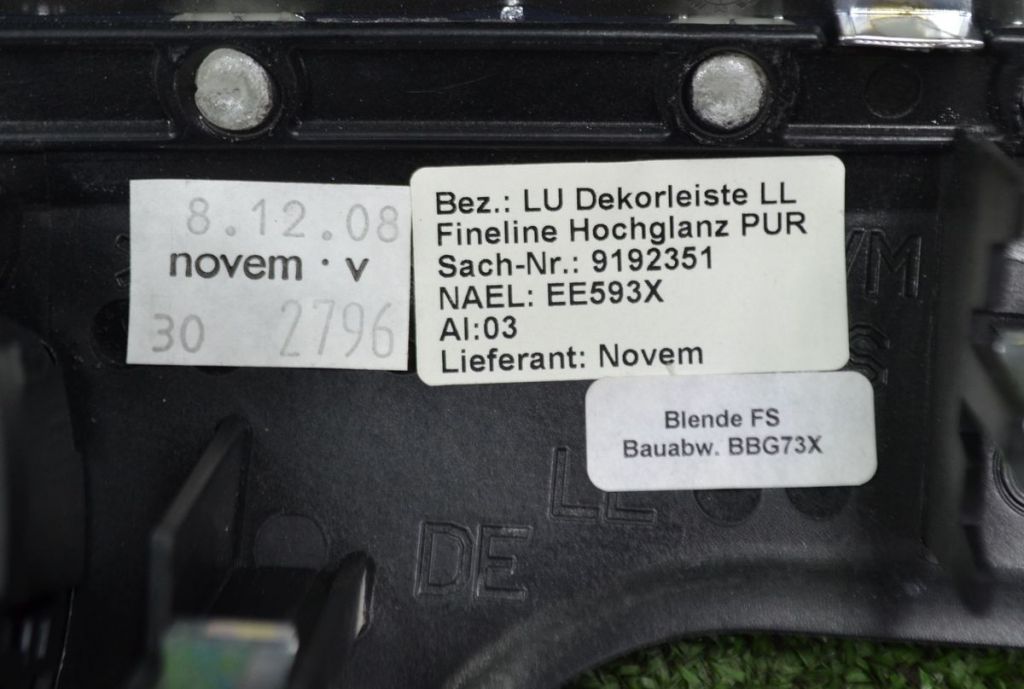 8.12.08
novem · v
30 2796
Bez.: LU Dekorleiste LL
Fineline Hochglanz PUR
Sach-Nr.: 9192351
NAEL: EE593X
AI:03
Lieferant: Novem
Blende FS
Bauabw. BBG73X
LL
DE